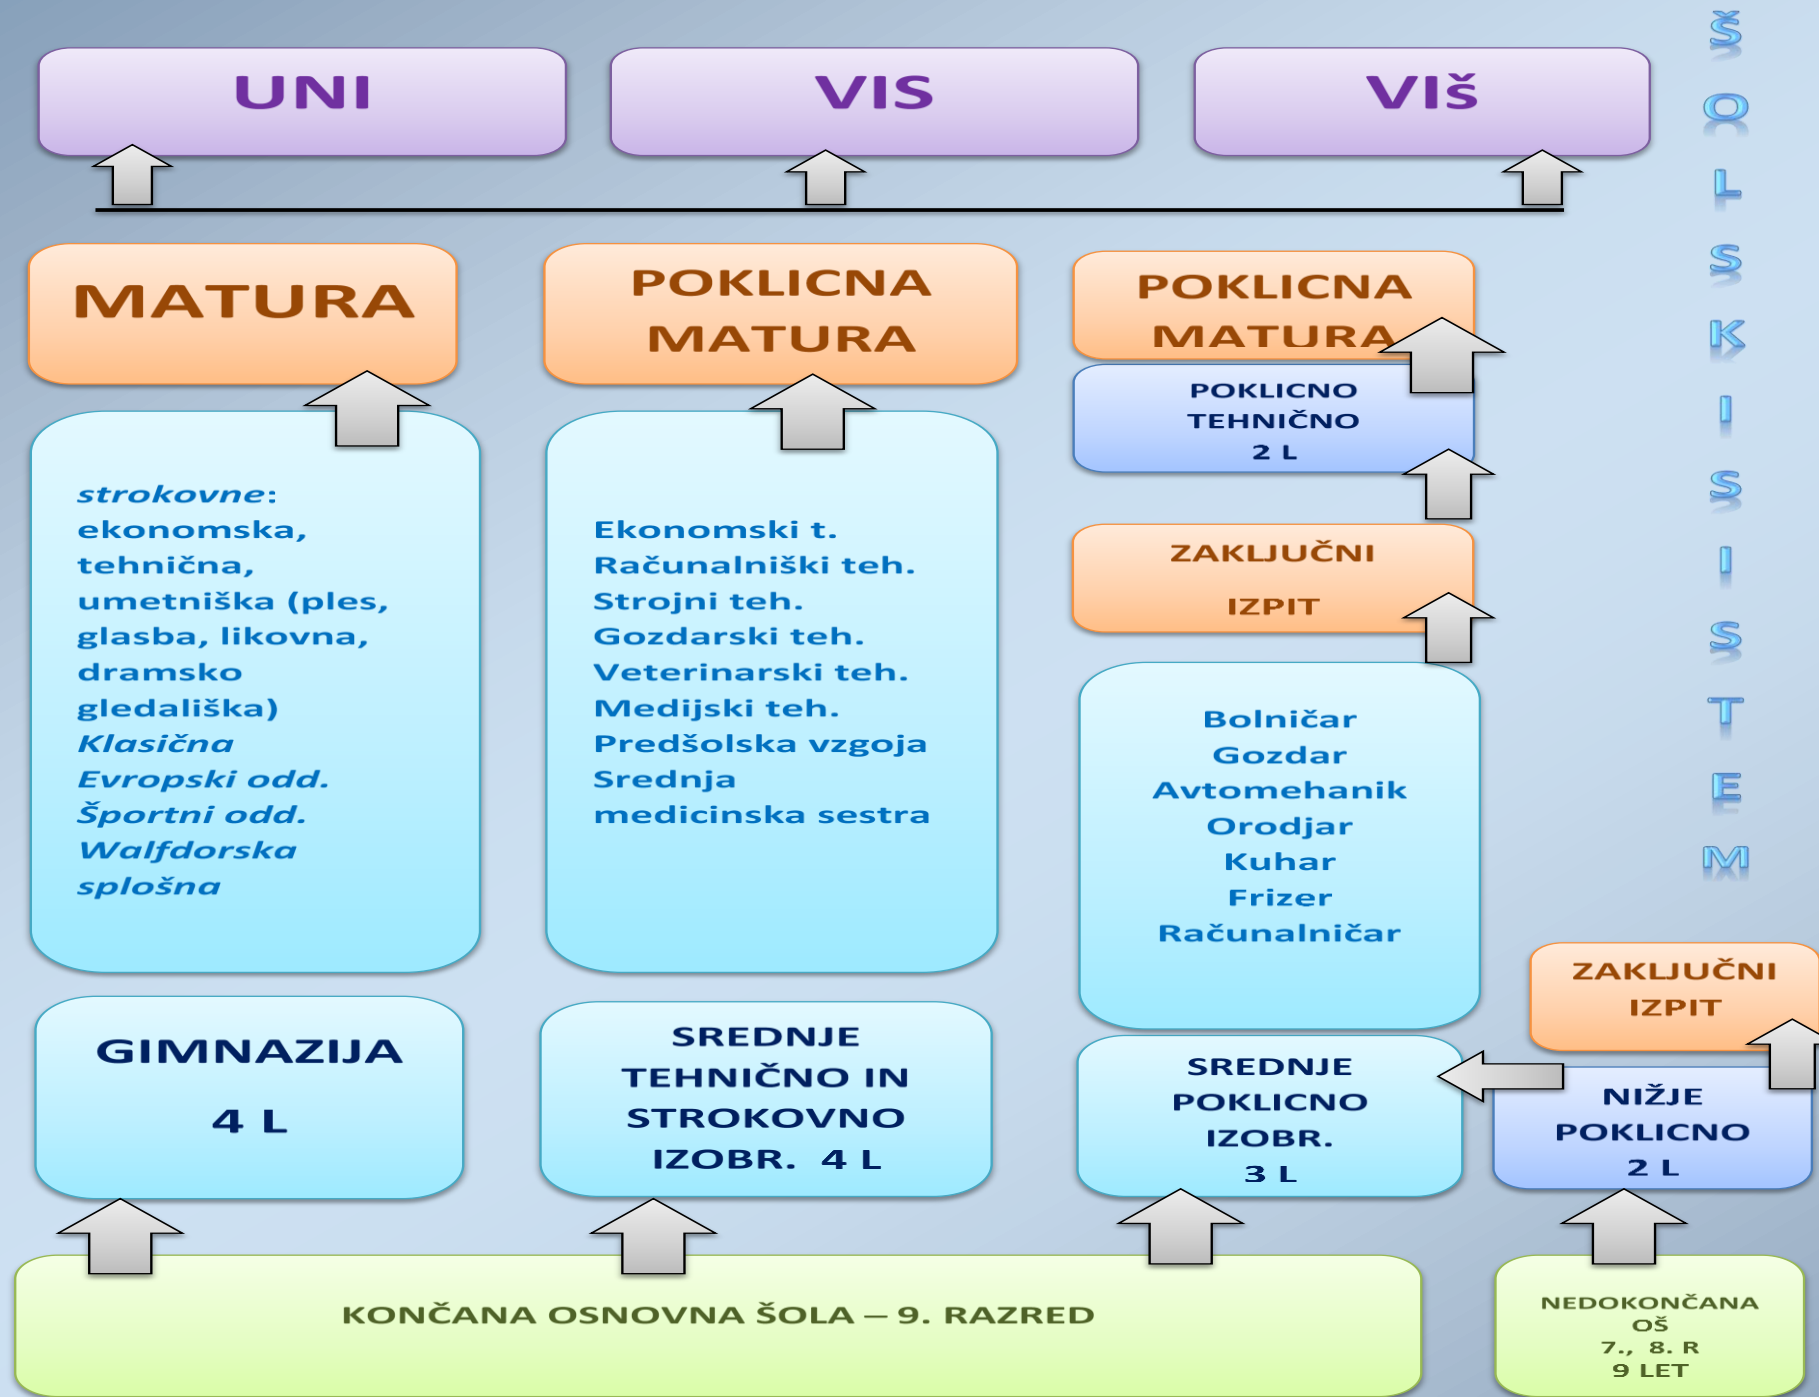 UNI
VIS
VIš
MATURA
POKLICNA
MATURA
POKLICNA
MATURA
POKLICNO
TEHNIČNO
2 L
ZAKLJUČNI
IZPIT
strokovne:
ekonomska,
tehnična,
umetniška (ples,
glasba, likovna,
dramsko
gledališka)
Klasična
Evropski odd.
Športni odd.
Walfdorska
splošna
Ekonomski t.
Računalniški teh.
Strojni teh.
Gozdarski teh.
Veterinarski teh.
Medijski teh.
Predšolska vzgoja
Srednja
medicinska sestra
Bolničar
Gozdar
Avtomehanik
Orodjar
Kuhar
Frizer
Računalničar
ZAKLJUČNI
IZPIT
GIMNAZIJA
4 L
SREDNJE
TEHNIČNO IN
STROKOVNO
IZOBR. 4 L
SREDNJE
POKLICNO
IZOBR.
3 L
NIŽJE
POKLICNO
2 L
KONČANA OSNOVNA ŠOLA – 9. RAZRED
NEDOKONČANA
OŠ
7., 8. R
9 LET
ŠOLSKI SISTEM